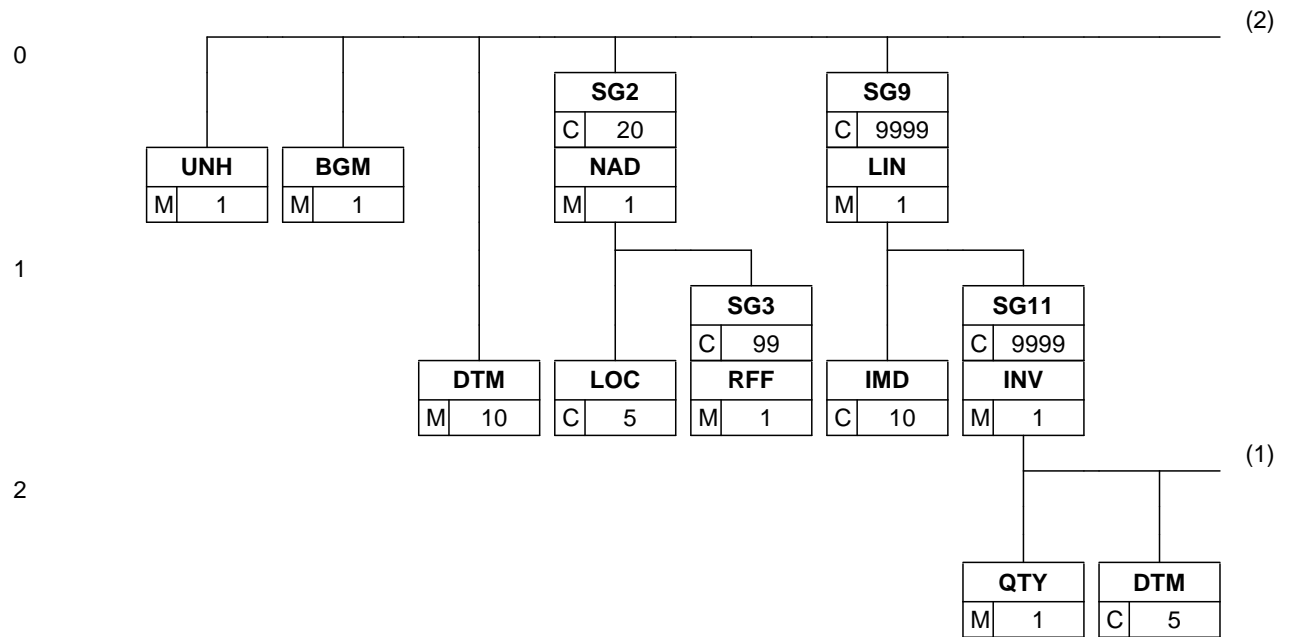 (2)
0
SG2 SG9
C 20 C 9999
UNH BGM NAD LIN
M 1 M 1 M 1 M 1
1
SG3 SG11
C 99 C 9999
DTM LOC RFF IMD INV
M 10 C 5 M 1 C 10 M 1
(1)
2
QTY DTM
M 1 C 5